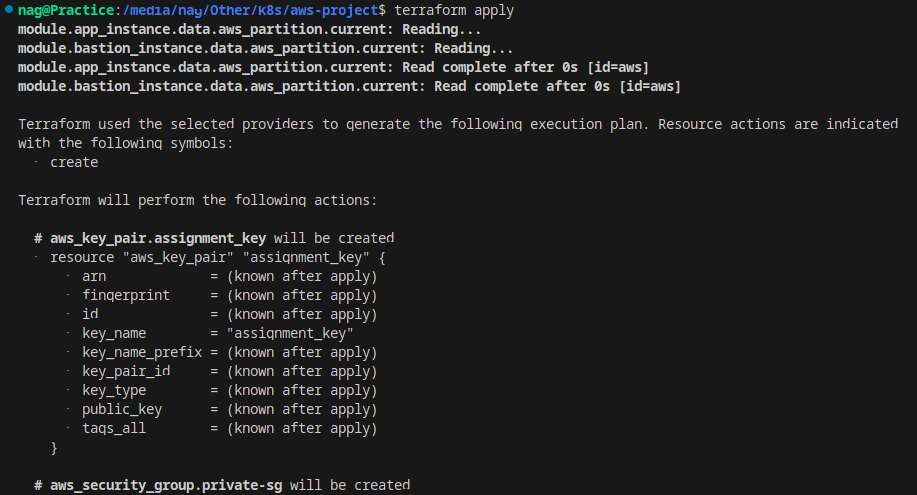 nag@Practice:/media/nag/Other/k8s/aws-project$ terraform apply
module.app_instance.data.aws_partition.current: Reading...
module.bastion_instance.data.aws_partition.current: Reading...
module.app_instance.data.aws_partition.current: Read complete after 0s [id=aws]
module.bastion_instance.data.aws_partition.current: Read complete after 0s [id=aws]
Terraform used the selected providers to generate the following execution plan. Resource actions are indicated
with the following symbols:
create
Terraform will perform the following actions:
# aws_key_pair.assignment_key will be created
resource "aws_key_pair" "assignment_key" {
arn = (known after apply)
fingerprint = (known after apply)
id = (known after apply)
key_name = "assignment_key"
key_name_prefix = (known after apply)
key_pair_id = (known after apply)
key_type = (known after apply)
public_key = (known after apply)
tags_all = (known after apply)
}
# aws_security_group.private-sg will be created